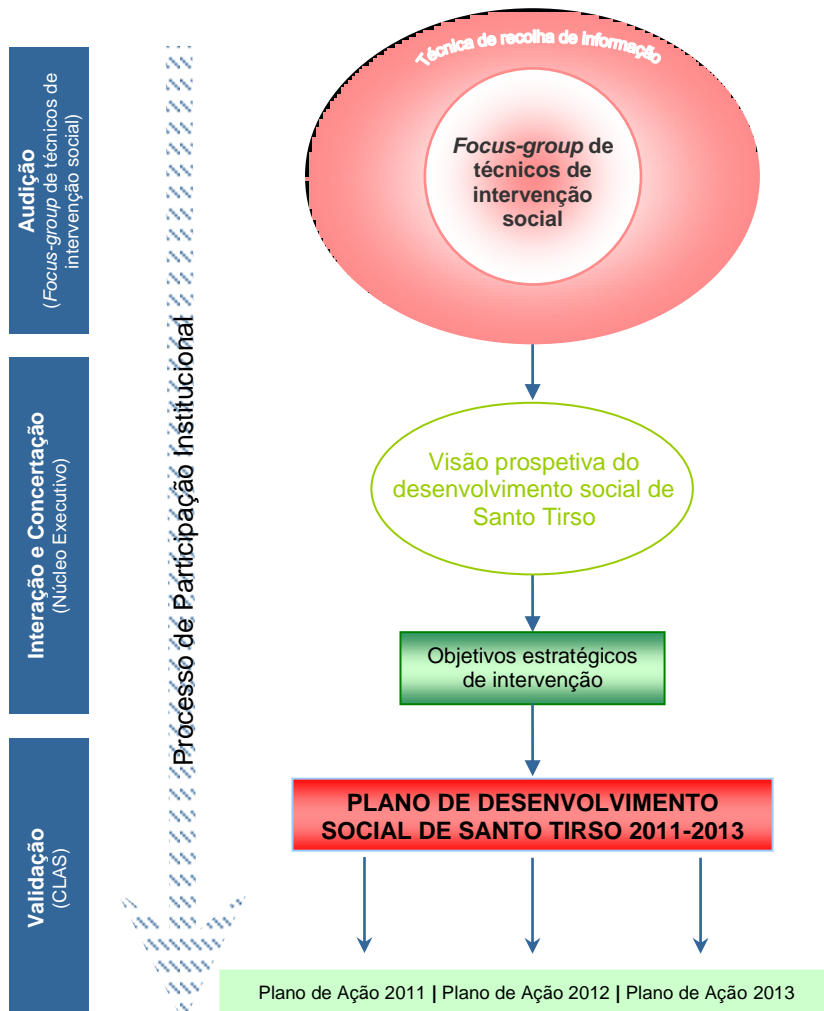 Audição
(Focus-group de técnicos de
intervenção social)
Interação e Concertação
(Núcleo Executivo)
Validação
(CLAS)
Processo de Participação Institucional
Técnica de recolha de informação
Focus-group de
técnicos de
intervenção
social
Visão prospetiva do
desenvolvimento social de
Santo Tirso
Objetivos estratégicos
de intervenção
PLANO DE DESENVOLVIMENTO
SOCIAL DE SANTO TIRSO 2011-2013
Plano de Ação 2011 | Plano de Ação 2012 | Plano de Ação 2013